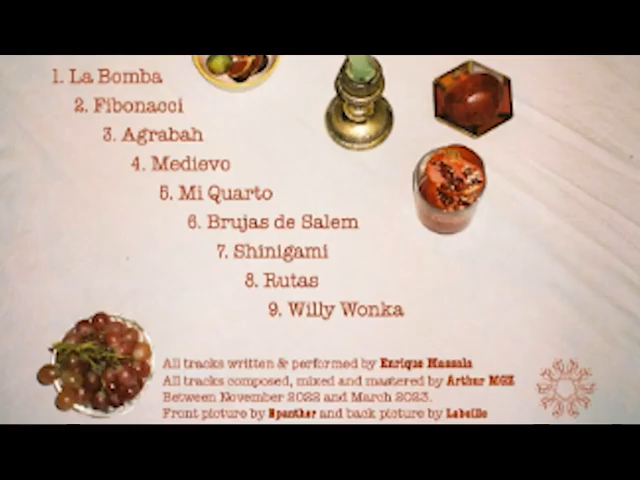 1. La Bomba
2. Fibonacci
3. Agrabah
4. Medievo
5. Mi Quarto
6. Brujas de Salem
7. Shinigami
8. Rutas
9. Willy Wonka
All tracks written & performed by Enrique
All tracks composed, mixed and mastered by Arthur MGZ
Between November 2022 and March 2023.
Front picture by Bpanther and back picture by